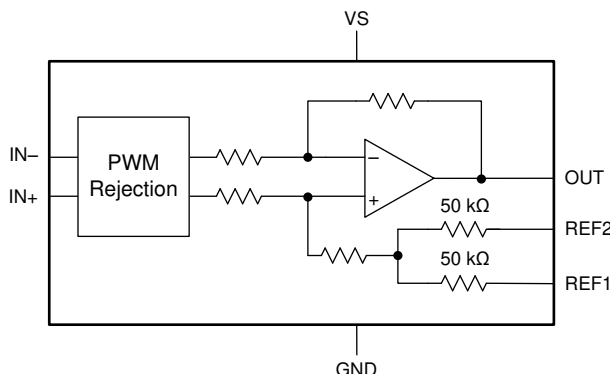 VS
IN−
IN+
PWM
Rejection
−
+
OUT
50 kΩ
REF2
50 kΩ
REF1
GND